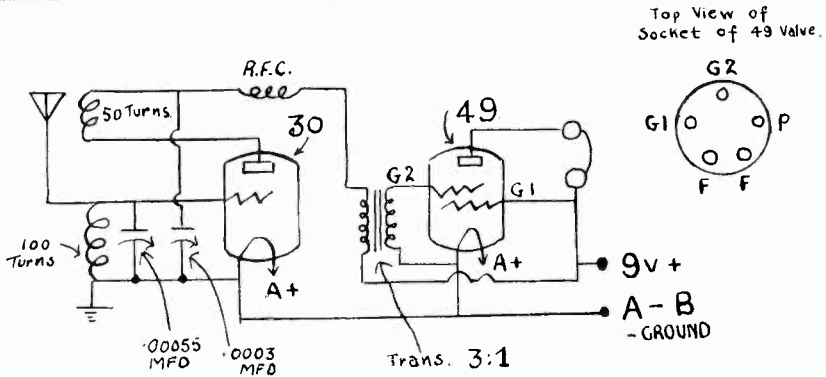 Top View of
Socket of 49 Valve.
G2
G1
P
F
F
R.F.C.
50 Turns.
30
49
G2
G1
100
Turns
A+
A+
9v +
A - B
- GROUND
.00055
MFD
.0003
MFD
Trans. 3:1